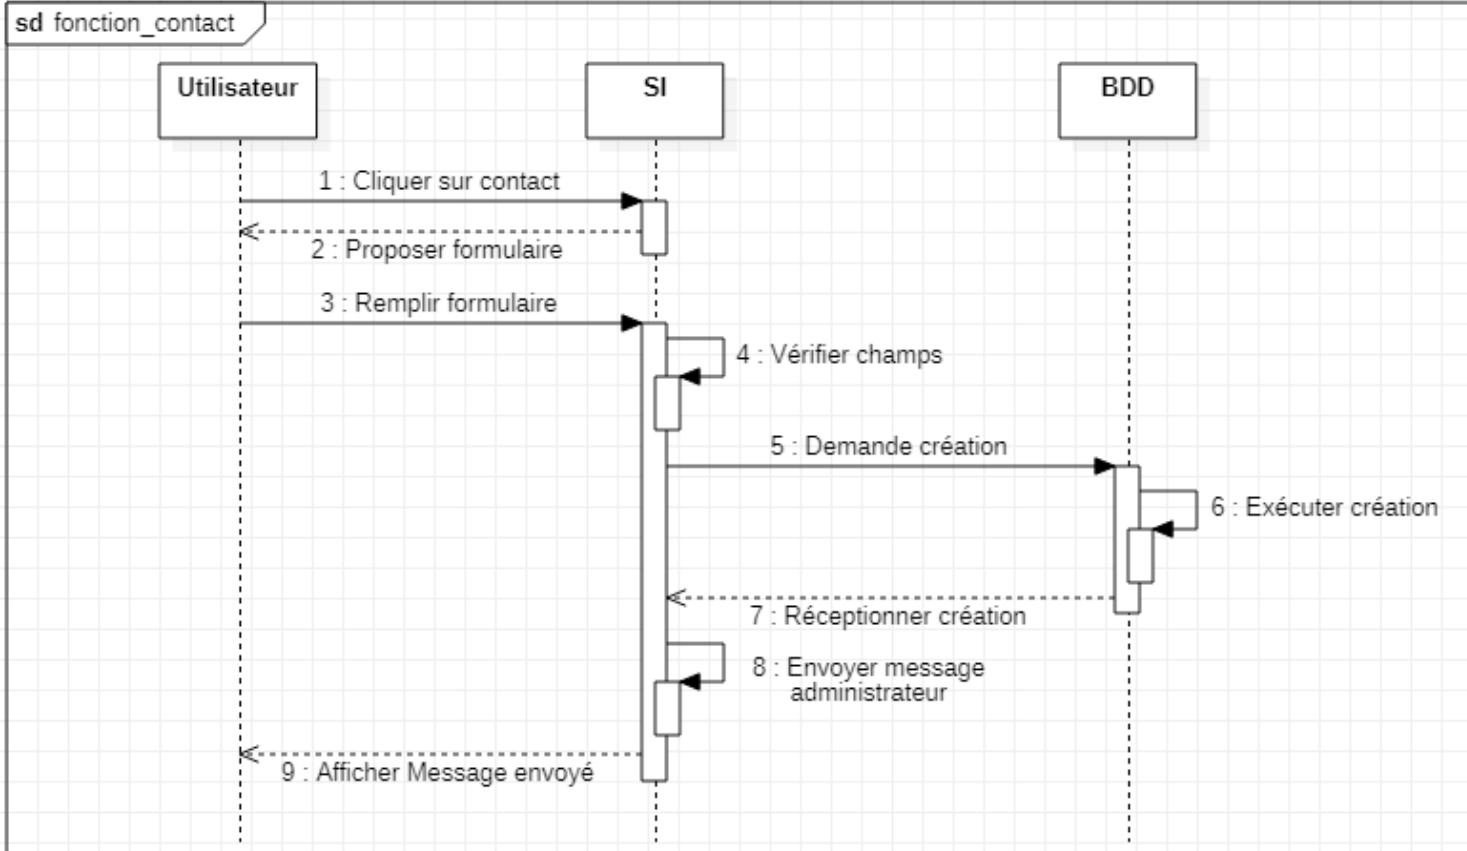 sd fonction_contact
Utilisateur
SI
BDD
1 : Cliquer sur contact
2 : Proposer formulaire
3 : Remplir formulaire
4 : Vérifier champs
5 : Demande création
6 : Exécuter création
7 : Réceptionner création
8 : Envoyer message
administrateur
9 : Afficher Message envoyé